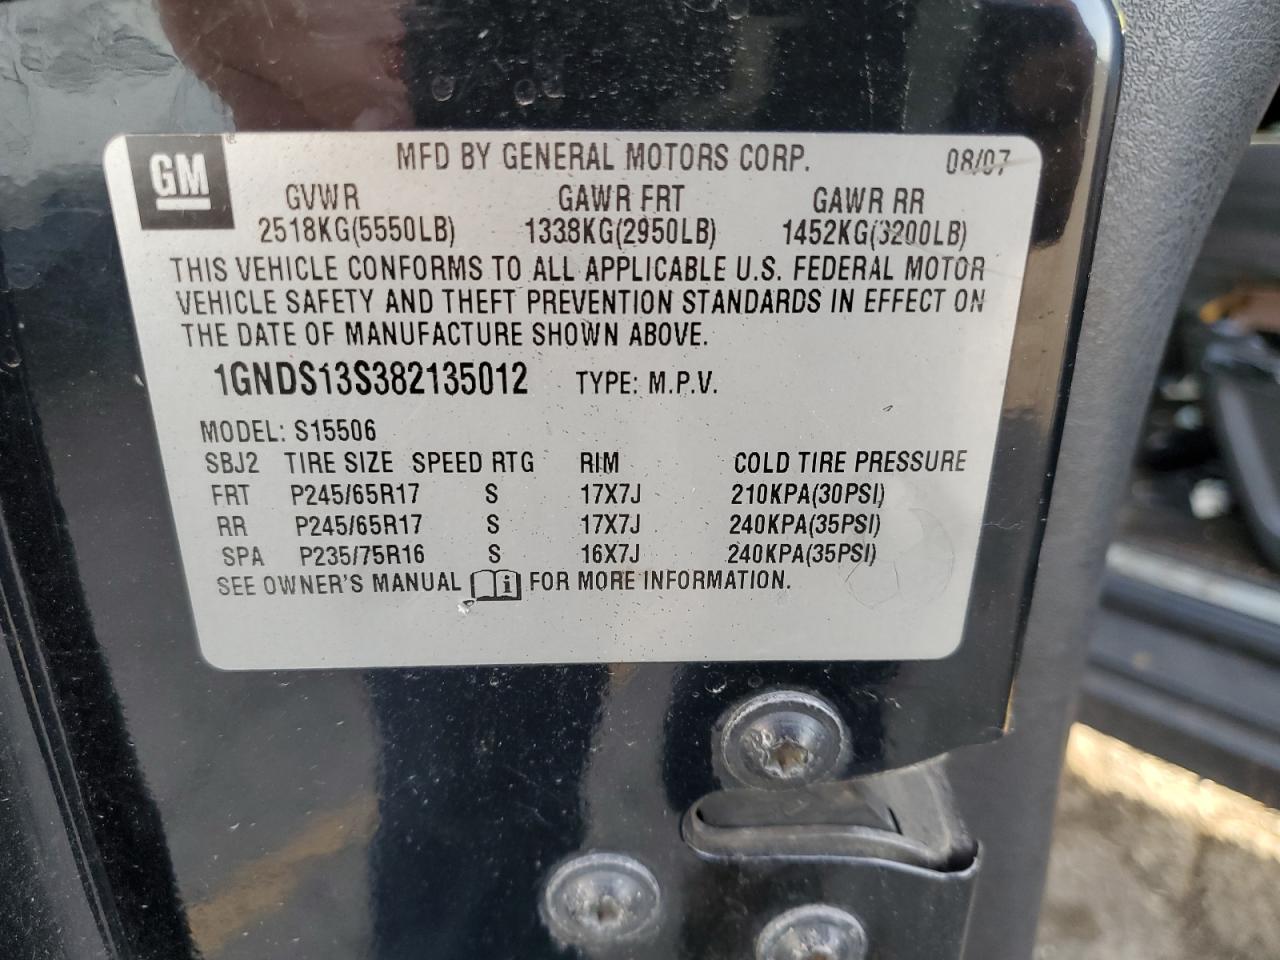 GM
MFD BY GENERAL MOTORS CORP. 08/07
GVWR GAWR FRT GAWR RR
2518KG(5550LB) 1338KG(2950LB) 1452KG(3200LB)
THIS VEHICLE CONFORMS TO ALL APPLICABLE U.S. FEDERAL MOTOR
VEHICLE SAFETY AND THEFT PREVENTION STANDARDS IN EFFECT ON
THE DATE OF MANUFACTURE SHOWN ABOVE.
1GNDS13S382135012 TYPE: M.P.V.
MODEL: S15506
SBJ2 TIRE SIZE SPEED RTG RIM COLD TIRE PRESSURE
FRT P245/65R17 S 17X7J 210KPA(30PSI)
RR P245/65R17 S 17X7J 240KPA(35PSI)
SPA P235/75R16 S 16X7J 240KPA(35PSI)
SEE OWNER'S MANUAL i FOR MORE INFORMATION.